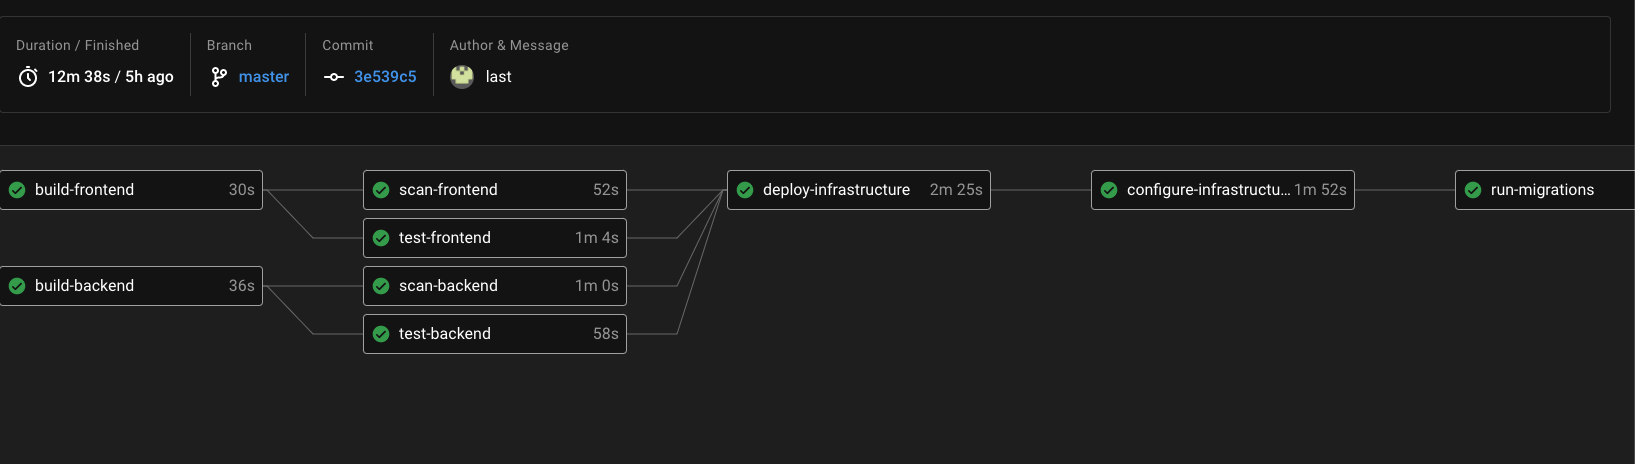 Duration / Finished
12m 38s / 5h ago
Branch
master
Commit
3e539c5
Author & Message
last
build-frontend 30s
scan-frontend 52s
deploy-infrastructure 2m 25s
configure-infrastructu... 1m 52s
run-migrations
test-frontend 1m 4s
build-backend 36s
scan-backend 1m 0s
test-backend 58s